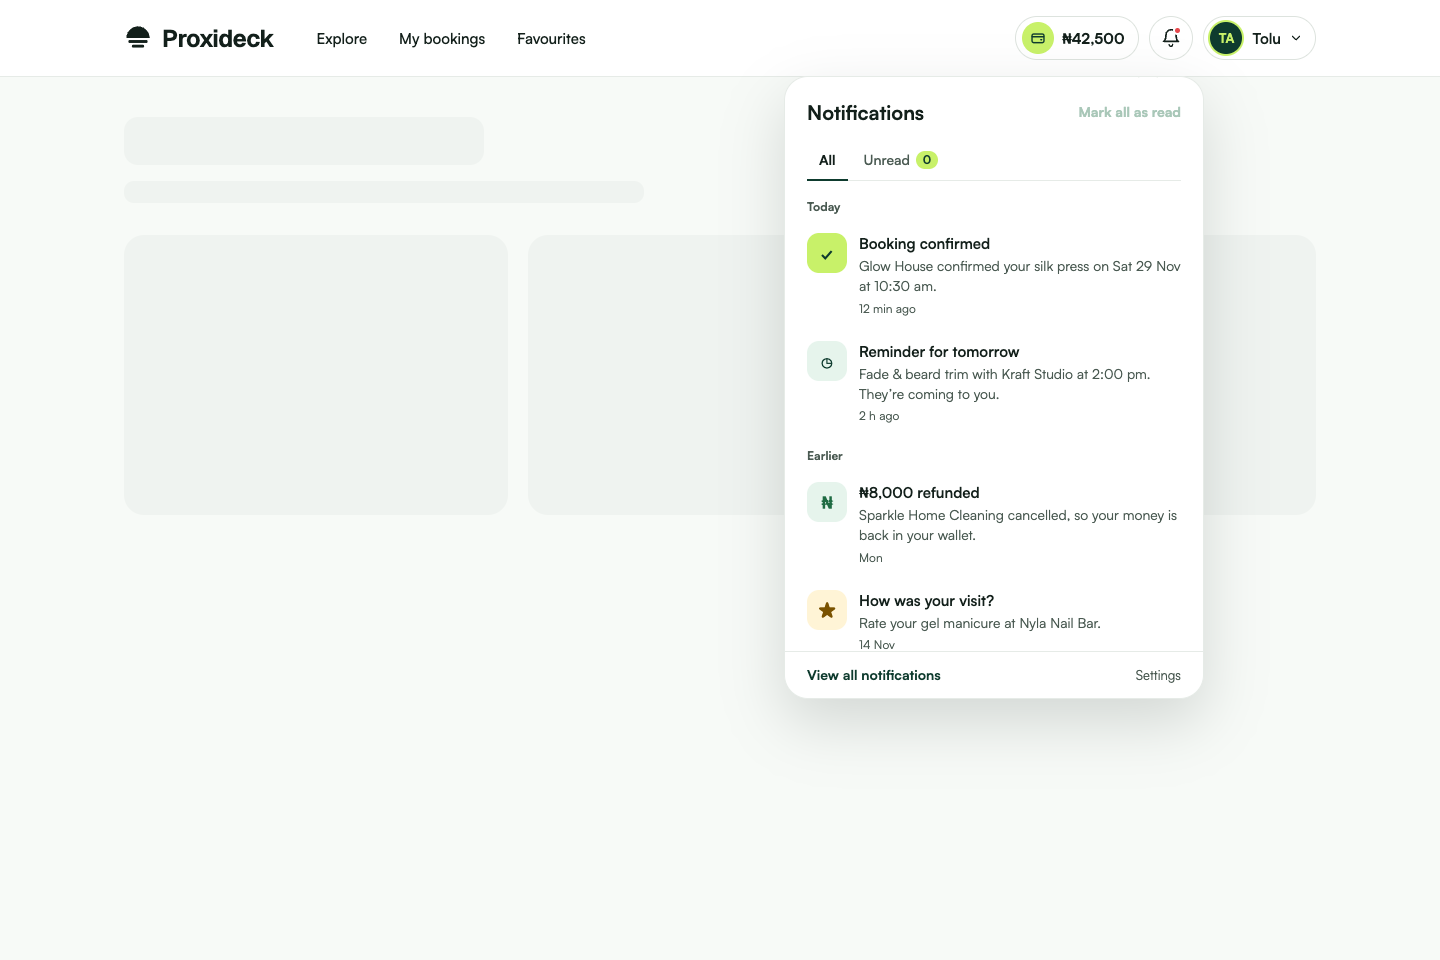 Proxideck
Explore
My bookings
Favourites
₦42,500
TA
Tolu
Notifications
Mark all as read
All
Unread
0
Today
Booking confirmed
Glow House confirmed your silk press on Sat 29 Nov
at 10:30 am.
12 min ago
Reminder for tomorrow
Fade & beard trim with Kraft Studio at 2:00 pm.
They’re coming to you.
2 h ago
Earlier
₦
₦8,000 refunded
Sparkle Home Cleaning cancelled, so your money is
back in your wallet.
Mon
How was your visit?
Rate your gel manicure at Nyla Nail Bar.
14 Nov
View all notifications
Settings